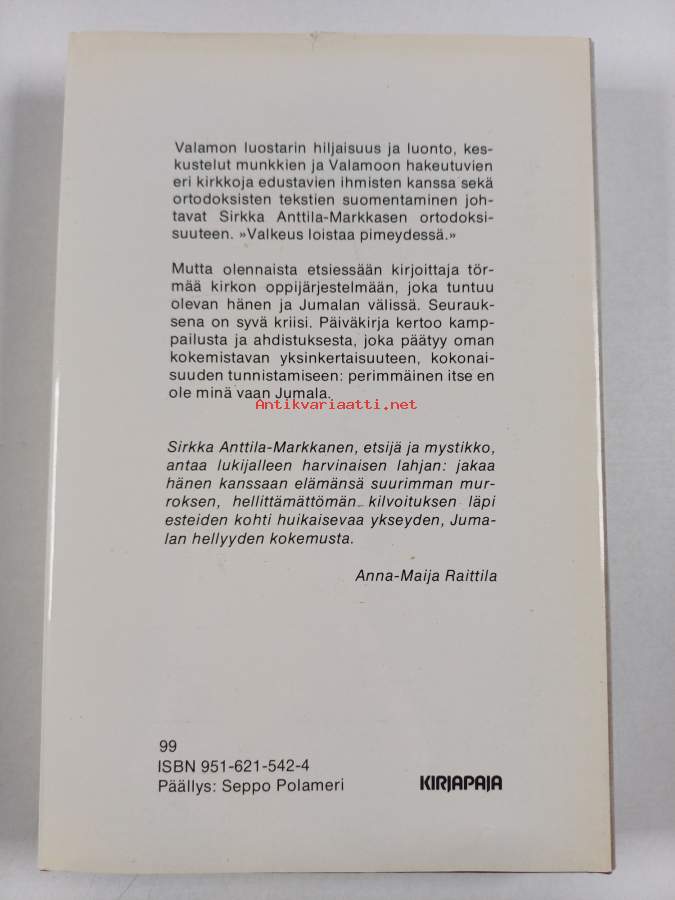 Valamon luostarin hiljaisuus ja luonto, kes-
kustelut munkkien ja Valamoon hakeutuvien
eri kirkkoja edustavien ihmisten kanssa sekä
ortodoksisten tekstien suomentaminen joh-
tavat Sirkka Anttila-Markkasen ortodoksi-
suuteen. »Valkeus loistaa pimeydessä.»
Mutta olennaista etsiessään kirjoittaja tör-
mää kirkon oppijärjestelmään, joka tuntuu
olevan hänen ja Jumalan välissä. Seurauk-
sena on syvä kriisi. Päiväkirja kertoo kamp-
pailusta ja ahdistuksesta, joka päätyy oman
kokemistavan yksinkertaisuuteen, kokonai-
suuden tunnistamiseen: perimmäinen itse en
ole minä vaan Jumala.
Antikvariaatti.net
Sirkka Anttila-Markkanen, etsijä ja mystikko,
antaa lukijalleen harvinaisen lahjan: jakaa
hänen kanssaan elämänsä suurimman mur-
roksen, hellittämättömän kilvoituksen läpi
esteiden kohti huikaisevaa ykseyden, Juma-
lan hellyyden kokemusta.
Anna-Maija Raittila
99
ISBN 951-621-542-4
Päällys: Seppo Polameri
KIRJAPAJA